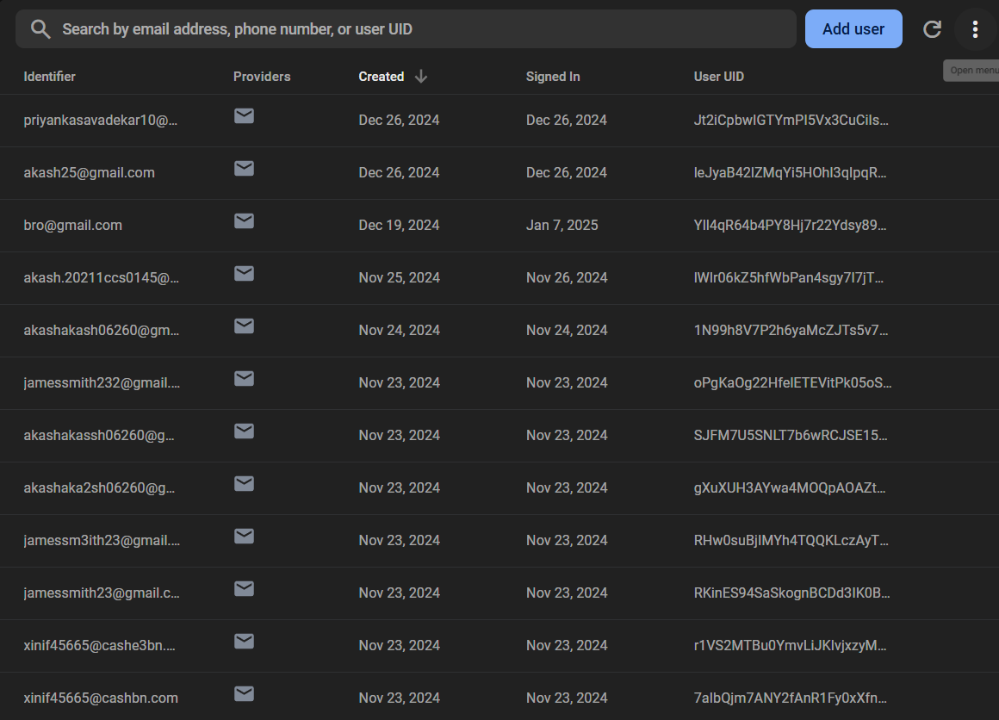 Search by email address, phone number, or user UID Add user
Identifier Providers Created Signed In User UID
Open menu
priyankasavadekar10@... Dec 26, 2024 Dec 26, 2024 Jt2iCpbwlGTYmPI5Vx3CuCiIs...
akash25@gmail.com Dec 26, 2024 Dec 26, 2024 IeJyaB42lZMqYi5HOhI3qIpqR...
bro@gmail.com Dec 19, 2024 Jan 7, 2025 YIl4qR64b4PY8Hj7r22Ydsy89...
akash.20211ccs0145@... Nov 25, 2024 Nov 26, 2024 lWIr06kZ5hfWbPan4sgy7I7jT...
akashakash06260@gm... Nov 24, 2024 Nov 24, 2024 1N99h8V7P2h6yaMcZJTs5v7...
jamessmith232@gmail.... Nov 23, 2024 Nov 23, 2024 oPgKaOg22HfelETEVitPk05oS...
akashakassh06260@g... Nov 23, 2024 Nov 23, 2024 SJFM7U5SNLT7b6wRCJSE15...
akashaka2sh06260@g... Nov 23, 2024 Nov 23, 2024 gXuXUH3AYwa4MOQpAOAZt...
jamessm3ith23@gmail.... Nov 23, 2024 Nov 23, 2024 RHw0suBjIMYh4TQQKLczAyT...
jamessmith23@gmail.c... Nov 23, 2024 Nov 23, 2024 RKinES94SaSkognBCDd3IK0B...
xinif45665@cashe3bn.... Nov 23, 2024 Nov 23, 2024 r1VS2MTBu0YmvLiJKlvjxzyM...
xinif45665@cashbn.com Nov 23, 2024 Nov 23, 2024 7albQjm7ANY2fAnR1Fy0xXfn...